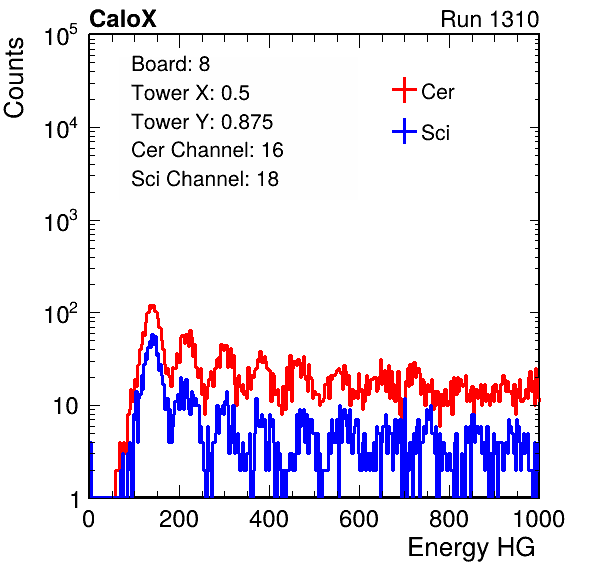 CaloX Run 1310
Counts
Board: 8
Tower X: 0.5
Tower Y: 0.875
Cer Channel: 16
Sci Channel: 18
Cer
Sci
10^5
10^4
10^3
10^2
10
1
0 200 400 600 800 1000
Energy HG